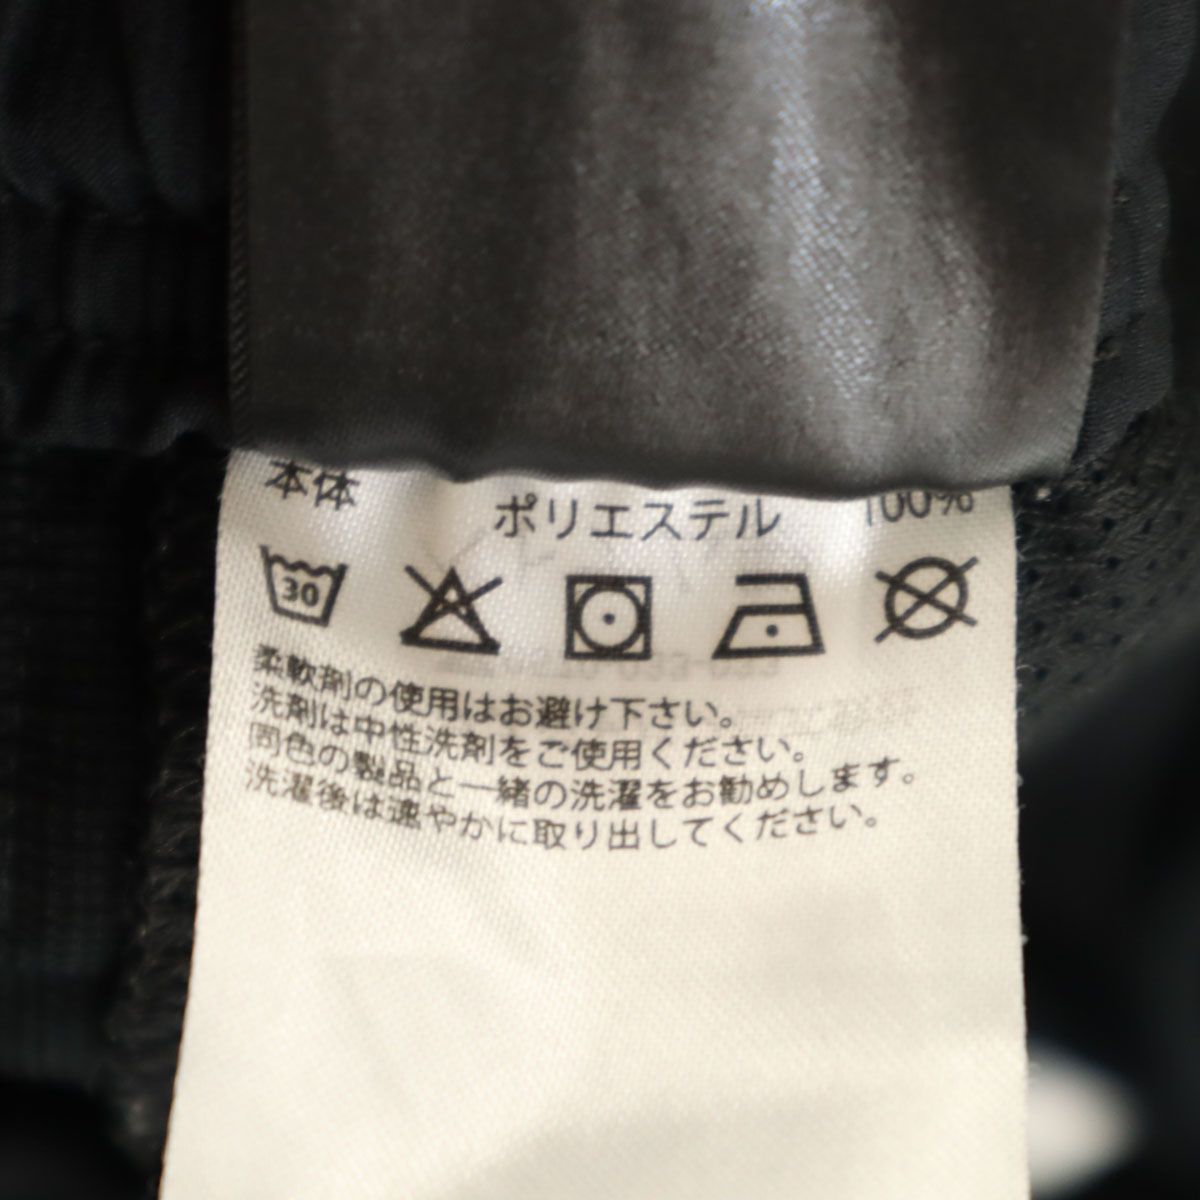 本体 ポリエステル 100%
30
柔軟剤の使用はお避け下さい。
洗剤は中性洗剤をご使用ください。
同色の製品と一緒の洗濯をお勧めします。
洗濯後は速やかに取り出してください。